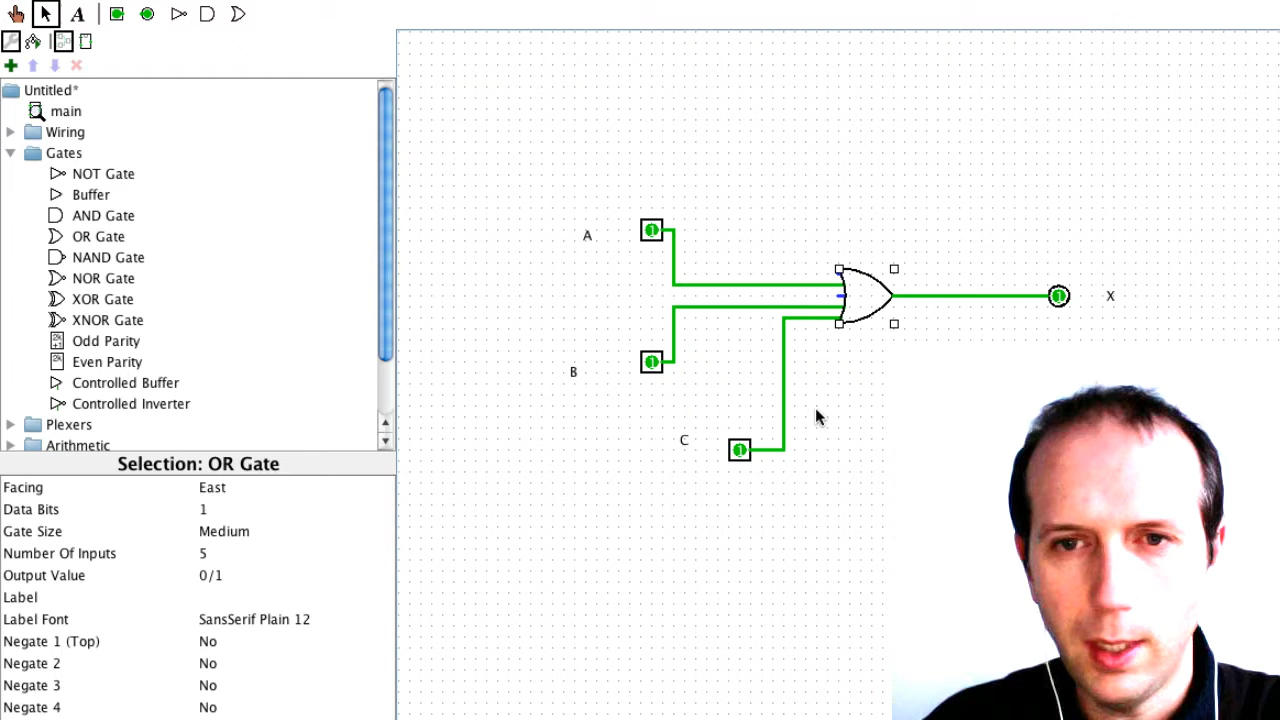 A
Untitled*
main
Wiring
Gates
NOT Gate
Buffer
AND Gate
OR Gate
NAND Gate
NOR Gate
XOR Gate
XNOR Gate
Odd Parity
Even Parity
Controlled Buffer
Controlled Inverter
Plexers
Arithmetic
Selection: OR Gate
Facing East
Data Bits 1
Gate Size Medium
Number Of Inputs 5
Output Value 0/1
Label
Label Font SansSerif Plain 12
Negate 1 (Top) No
Negate 2 No
Negate 3 No
Negate 4 No
A 1
B 1
C 1
1 X